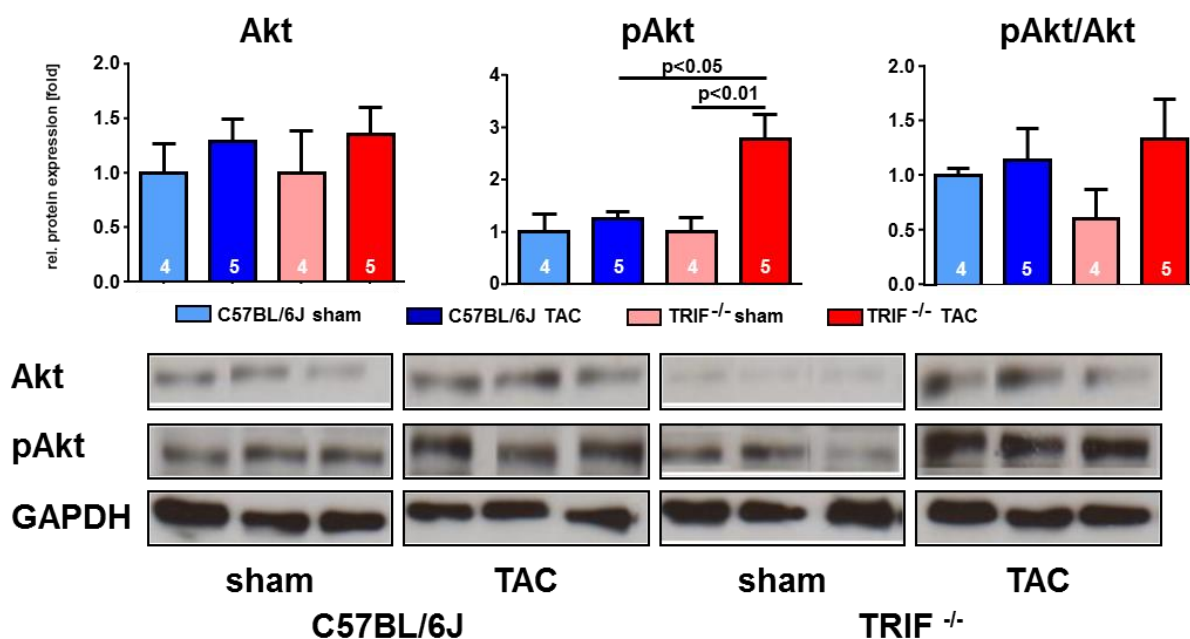 Akt
pAkt
pAkt/Akt
rel. protein expression [fold]
2.0
1.5
1.0
0.5
0.0
4
5
4
5
4
3
2
1
0
p<0.05
p<0.01
4
5
4
5
2.0
1.5
1.0
0.5
0.0
4
5
4
5
C57BL/6J sham
C57BL/6J TAC
TRIF-/- sham
TRIF-/- TAC
Akt
pAkt
GAPDH
sham TAC sham TAC
C57BL/6J TRIF -/-